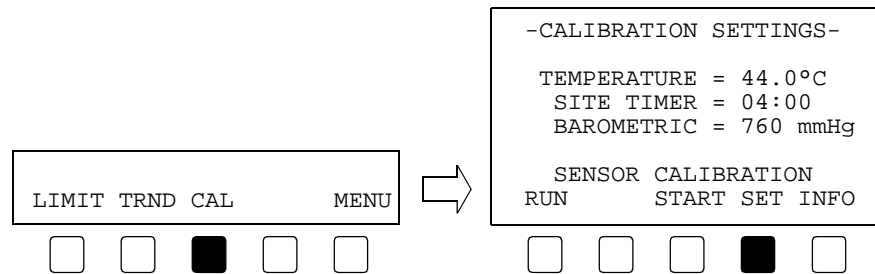 LIMIT TRND CAL MENU
-CALIBRATION SETTINGS-
TEMPERATURE = 44.0°C
SITE TIMER = 04:00
BAROMETRIC = 760 mmHg
SENSOR CALIBRATION
RUN START SET INFO